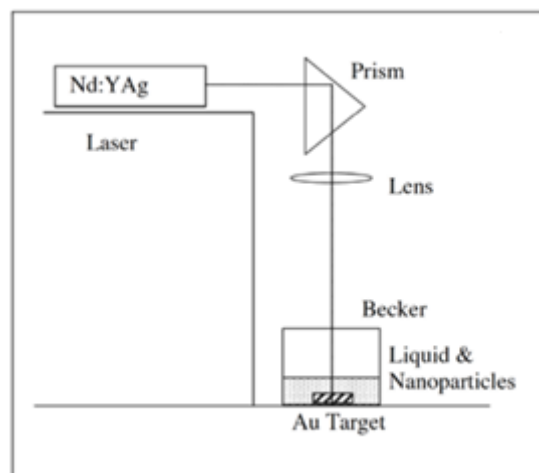 Nd:YAg
Prism
Laser
Lens
Becker
Liquid &
Nanoparticles
Au Target